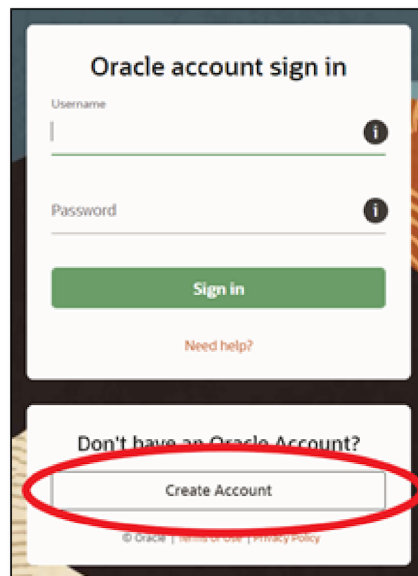 Oracle account sign in
Username
Password
Sign in
Need help?
Don't have an Oracle Account?
Create Account
© Oracle | Terms of Use | Privacy Policy